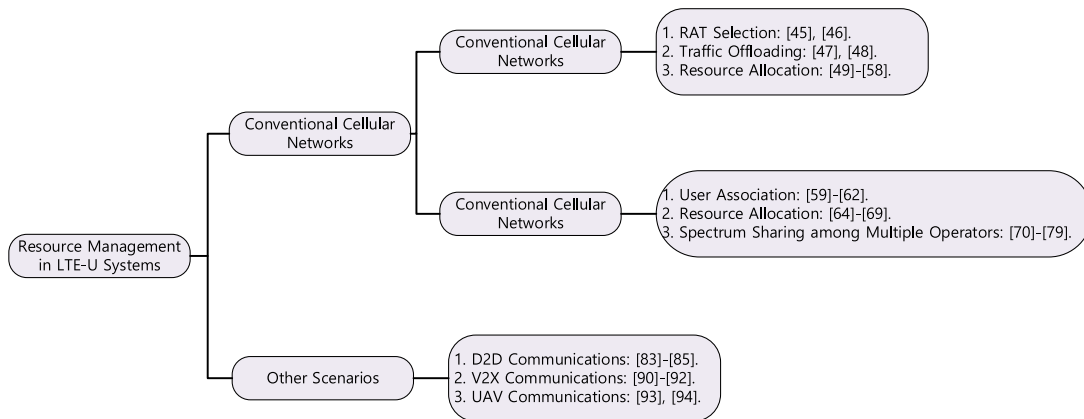 Conventional Cellular
Networks
1. RAT Selection: [45], [46].
2. Traffic Offloading: [47], [48].
3. Resource Allocation: [49]-[58].
Conventional Cellular
Networks
Conventional Cellular
Networks
1. User Association: [59]-[62].
2. Resource Allocation: [64]-[69].
3. Spectrum Sharing among Multiple Operators: [70]-[79].
Resource Management
in LTE-U Systems
Other Scenarios
1. D2D Communications: [83]-[85].
2. V2X Communications: [90]-[92].
3. UAV Communications: [93], [94].